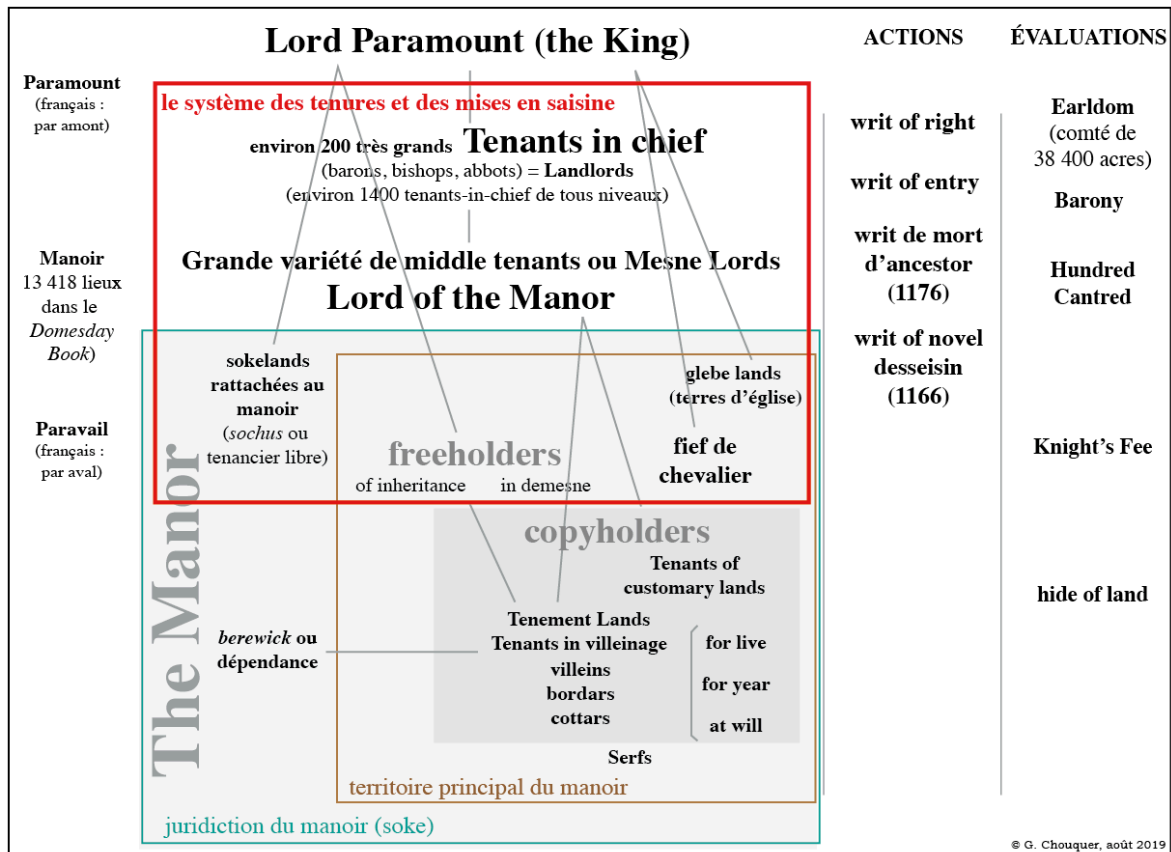 Lord Paramount (the King)
ACTIONS
ÉVALUATIONS
Paramount
(français :
par amont)
le système des tenures et des mises en saisine
environ 200 très grands Tenants in chief
(barons, bishops, abbots) = Landlords
(environ 1400 tenants-in-chief de tous niveaux)
writ of right
writ of entry
writ de mort
d'ancestor
(1176)
writ of novel
desseisin
(1166)
Earldom
(comté de
38 400 acres)
Barony
Hundred
Cantred
Knight's Fee
hide of land
Manoir
13 418 lieux
dans le
Domesday
Book)
Grande variété de middle tenants ou Mesne Lords
Lord of the Manor
Paravail
(français :
par aval)
The Manor
sokelands
rattachées au
manoir
(sochus ou
tenancier libre)
glebe lands
(terres d'église)
freeholders
of inheritance in demesne
fief de
chevalier
copyholders
Tenants of
customary lands
berewick ou
dépendance
Tenement Lands
Tenants in villeinage
villeins
bordars
cottars
for live
for year
at will
Serfs
territoire principal du manoir
juridiction du manoir (soke)
© G. Chouquer, août 2019